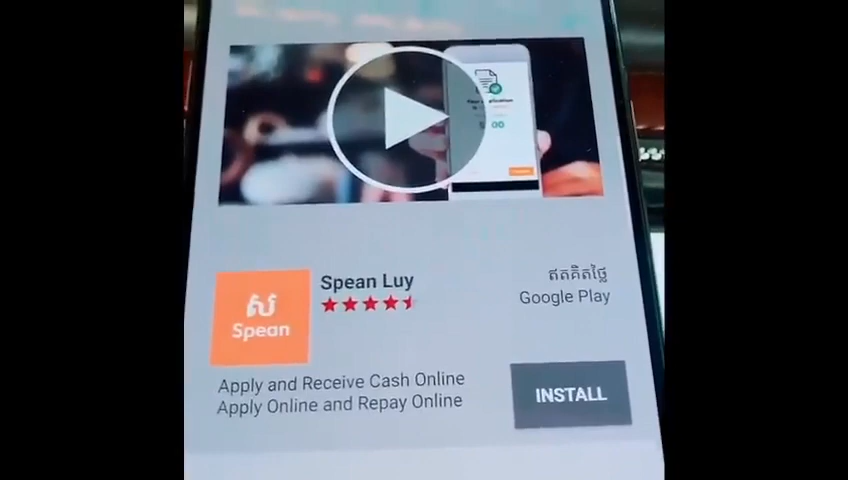 Spean Luy
ស
Spean
ឥតគិតថ្លៃ
Google Play
Apply and Receive Cash Online
Apply Online and Repay Online
INSTALL